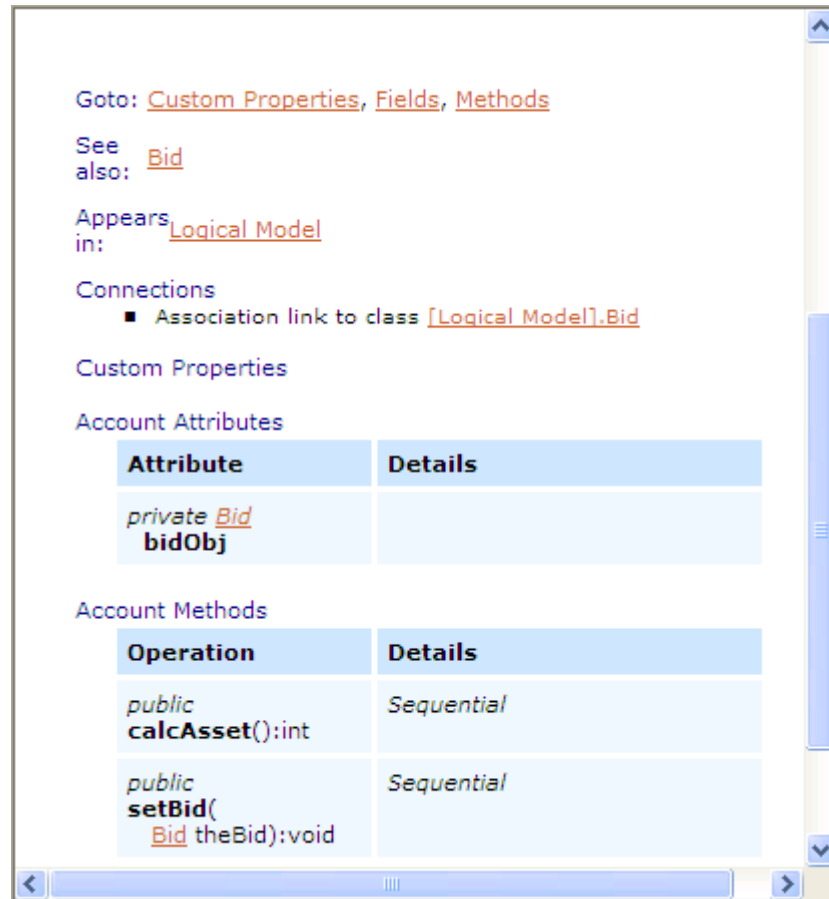 Goto: Custom Properties, Fields, Methods
See also: Bid
Appears in: Logical Model
Connections
■ Association link to class [Logical Model].Bid
Custom Properties
Account Attributes
Attribute Details
private Bid
bidObj
Account Methods
Operation Details
public Sequential
calcAsset():int
public Sequential
setBid(
Bid theBid):void